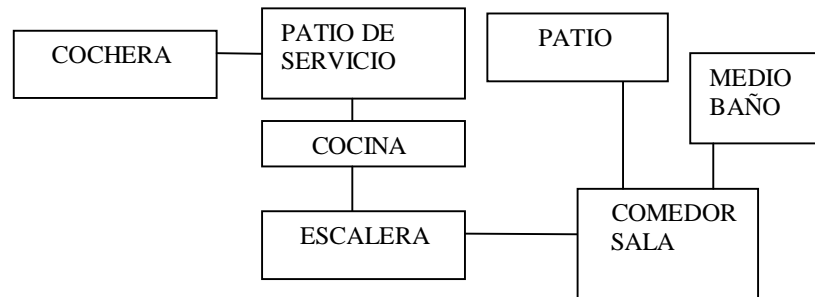 COCHERA
PATIO DE
SERVICIO
PATIO
MEDIO
BAÑO
COCINA
ESCALERA
COMEDOR
SALA